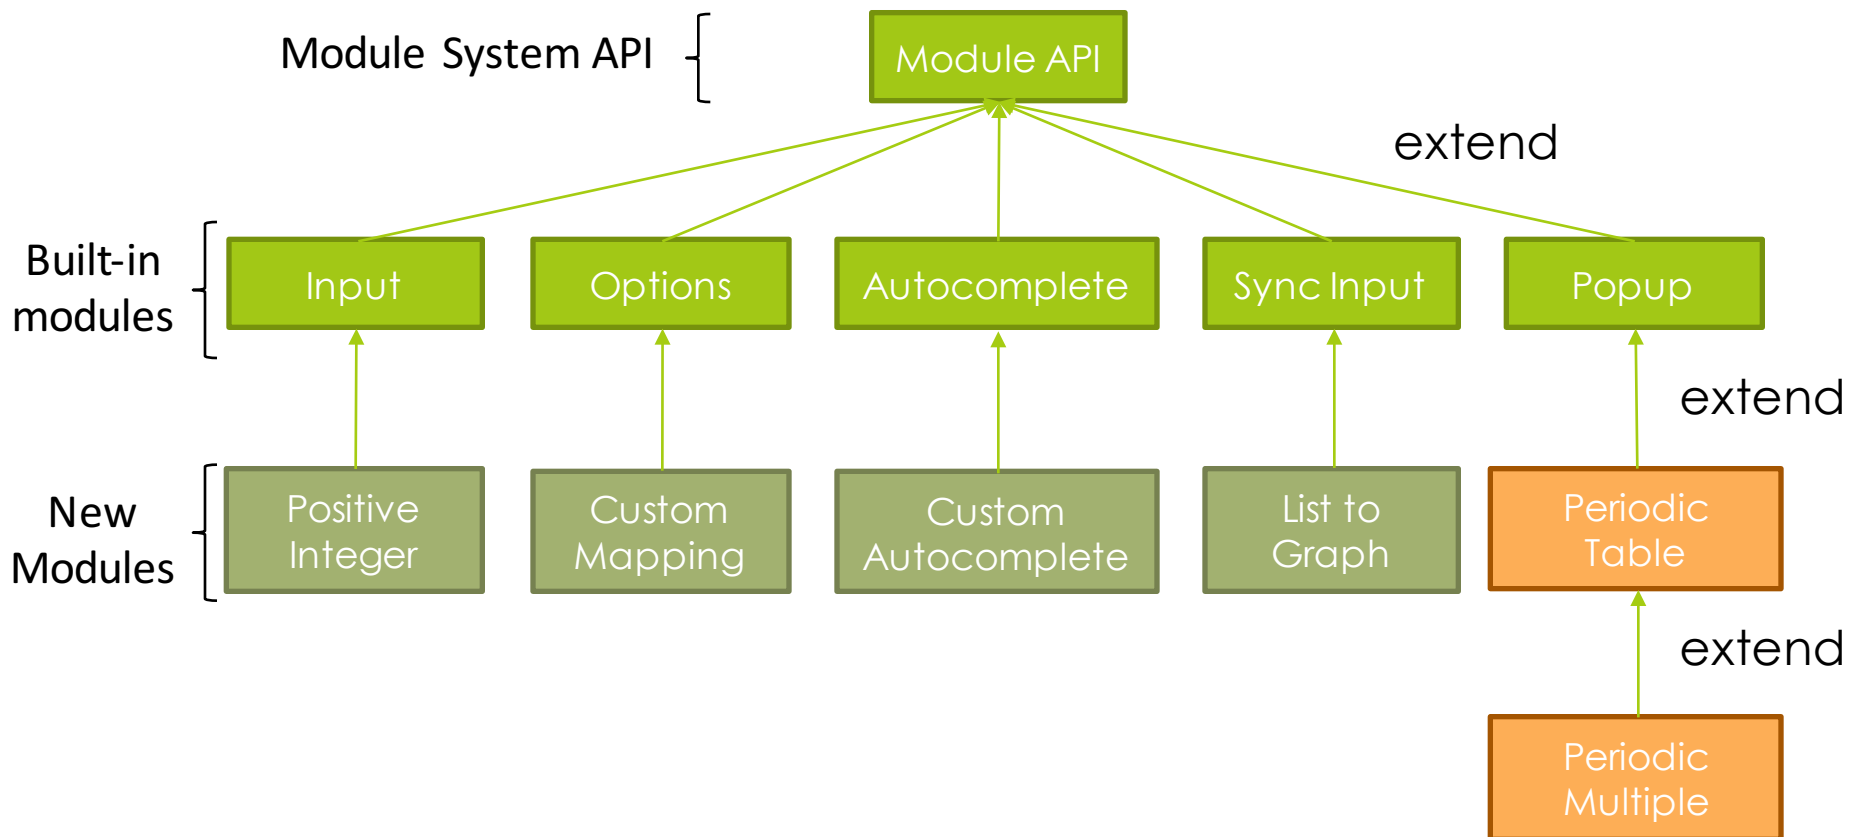 Module System API
Module API
extend
Built-in
modules
Input
Options
Autocomplete
Sync Input
Popup
extend
New
Modules
Positive
Integer
Custom
Mapping
Custom
Autocomplete
List to
Graph
Periodic
Table
extend
Periodic
Multiple